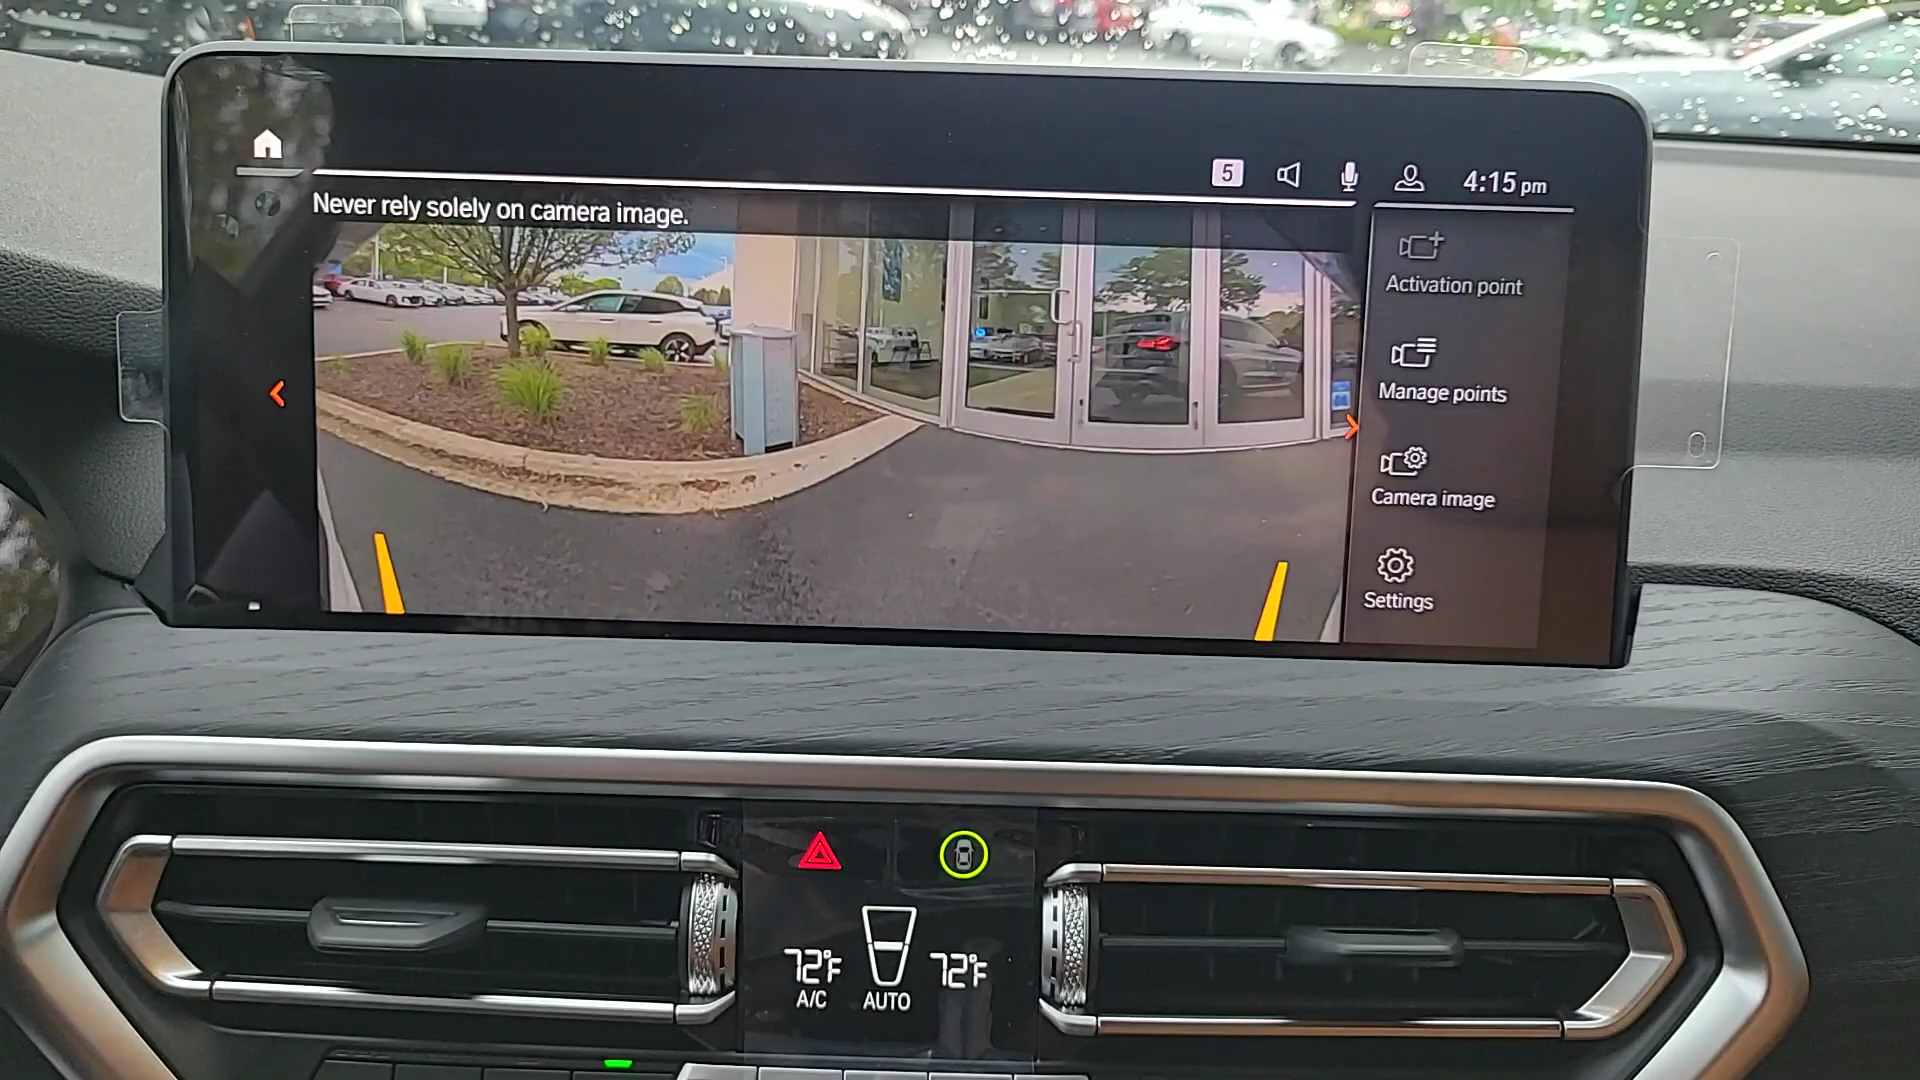 5
4:15 pm
Never rely solely on camera image.
Activation point
Manage points
Camera image
Settings
72°F
72°F
A/C
AUTO